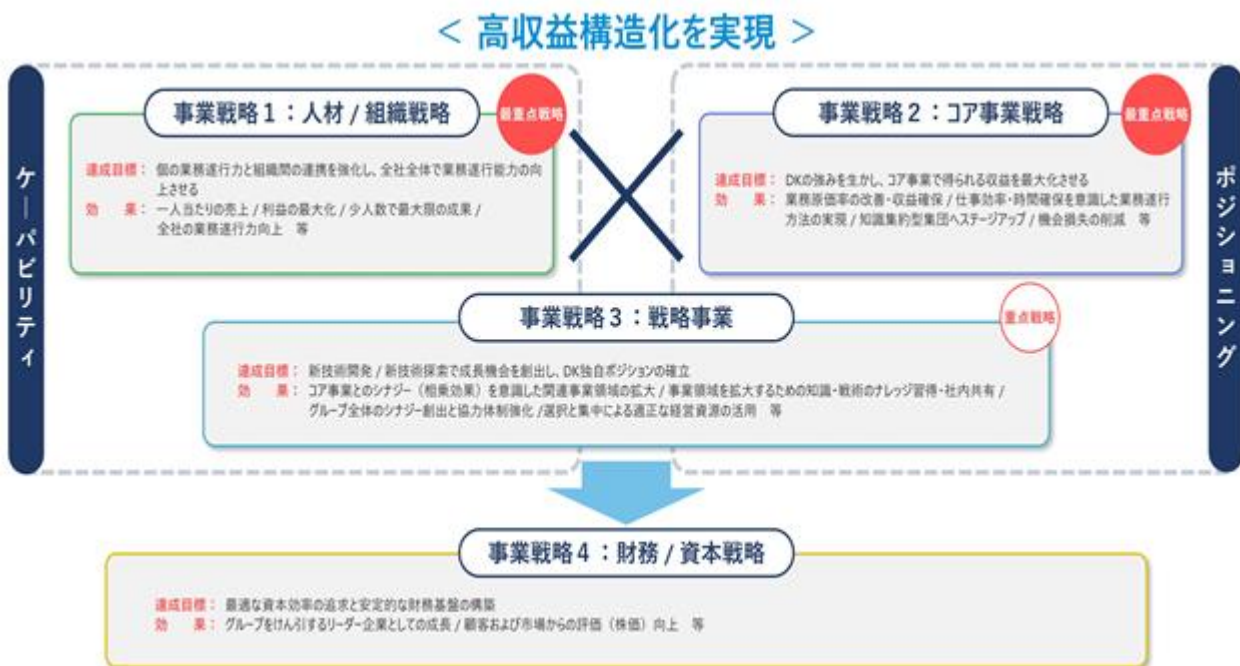 < 高収益構造化を実現 >
ケーパビリティ
事業戦略1：人材 / 組織戦略
最重点戦略
達成目標： 個の業務遂行力と組織間の連携を強化し、全社全体で業務遂行能力の向
上させる
効　果： 一人当たりの売上 / 利益の最大化 / 少人数で最大限の成果 /
全社の業務遂行力向上　等
事業戦略2：コア事業戦略
最重点戦略
達成目標： DKの強みを生かし、コア事業で得られる収益を最大化させる
効　果： 業務原価率の改善・収益確保 / 仕事効率・時間確保を意識した業務遂行
方法の実現 / 知識集約型集団へステージアップ / 機会損失の削減　等
ポジショニング
事業戦略3：戦略事業
重点戦略
達成目標： 新技術開発 / 新技術探索で成長機会を創出し、DK独自ポジションの確立
効　果： コア事業とのシナジー（相乗効果）を意識した関連事業領域の拡大 / 事業領域を拡大するための知識・戦術のナレッジ習得・社内共有 /
グループ全体のシナジー創出と協力体制強化 /選択と集中による適正な経営資源の活用　等
事業戦略4：財務 / 資本戦略
達成目標： 最適な資本効率の追求と安定的な財務基盤の構築
効　果： グループをけん引するリーダー企業としての成長 / 顧客および市場からの評価（株価）向上　等